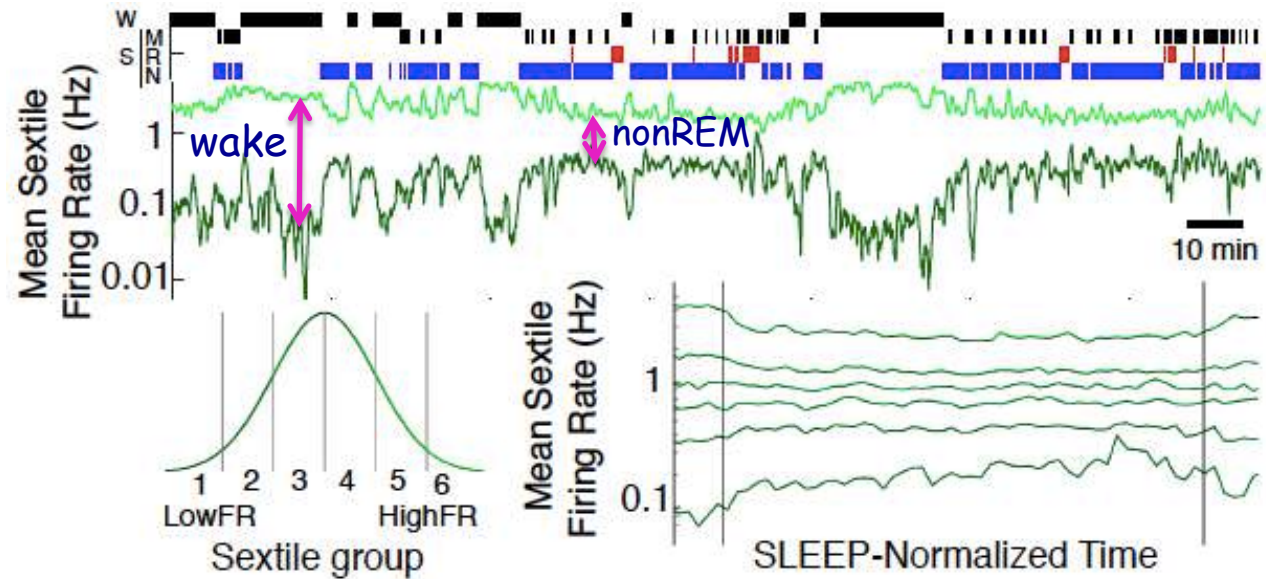 W
M
S R
N
Mean Sextile
Firing Rate (Hz)
1
0.1
0.01
wake
nonREM
10 min
1 2 3 4 5 6
LowFR HighFR
Sextile group
Mean Sextile
Firing Rate (Hz)
1
0.1
SLEEP-Normalized Time